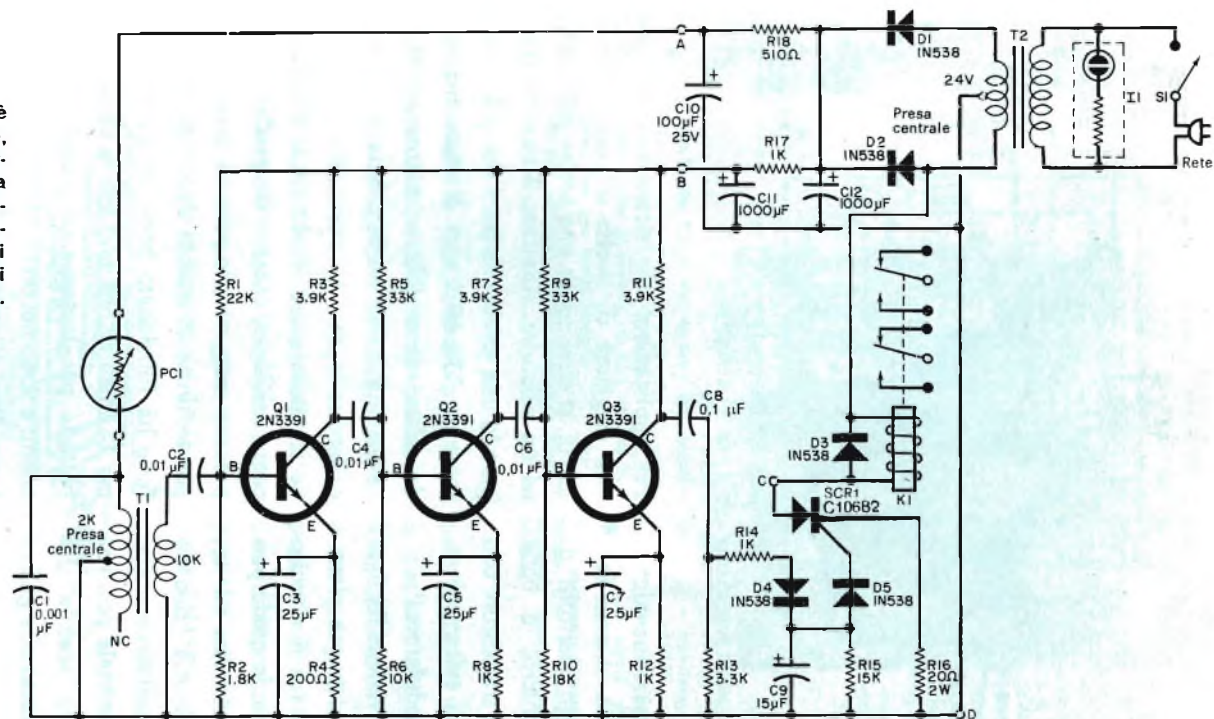 è
.
.
a
.
i
i
.
A
R18
510Ω
D1
1N538
T2
24V
Presa
centrale
I1
S1
Rete
C10
100µF
25V
R17
1K
D2
1N538
B
C11
1000µF
C12
1000µF
R1
22K
R3
3.9K
R5
33K
R7
3.9K
R9
33K
R11
3.9K
PC1
Q1
2N3391
Q2
2N3391
Q3
2N3391
C2
0,01µF
B
C
E
C4
0,01µF
B
C
E
C6
0,01µF
B
C
E
C8
0,1 µF
D3
1N538
K1
C
SCR1
C106B2
2K
Presa
centrale
T1
10K
C1
0,001
µF
NC
C3
25µF
C5
25µF
C7
25µF
R14
1K
D4
1N538
D5
1N538
R2
1.8K
R4
200Ω
R6
10K
R8
1K
R10
18K
R12
1K
R13
3.3K
C9
15µF
R15
15K
R16
20Ω
2W
D